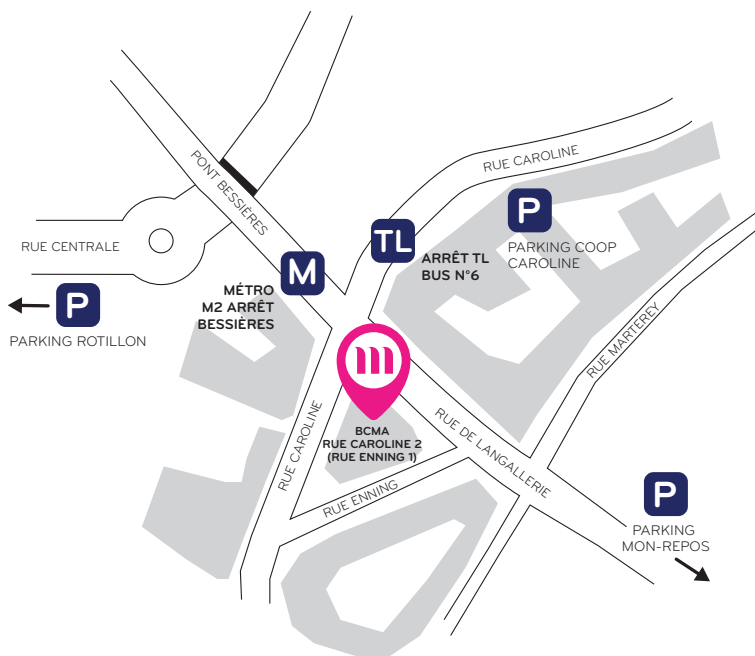 RUE CAROLINE
PONT BESSIÈRES
P
TL
PARKING COOP
CAROLINE
RUE CENTRALE
ARRÊT TL
BUS N°6
M
MÉTRO
M2 ARRÊT
BESSIÈRES
P
PARKING ROTILLON
RUE MARTEREY
m
RUE CAROLINE
BCMA
RUE CAROLINE 2
(RUE ENNING 1)
RUE DE LANGALLERIE
RUE ENNING
P
PARKING
MON-REPOS